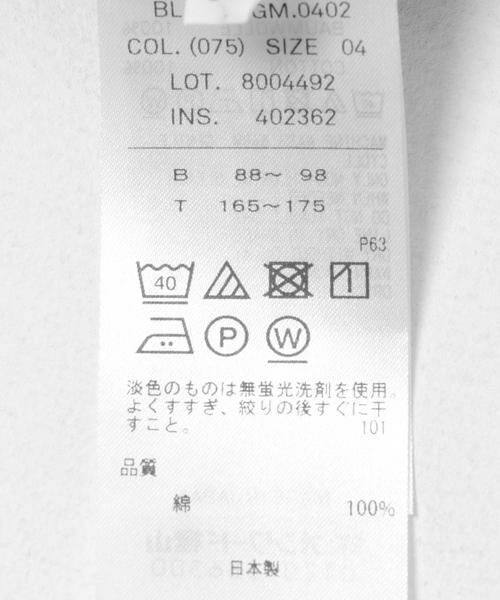 BL GM.0402
COL.(075) SIZE 04
LOT. 8004492
INS. 402362
B 88～ 98
T 165～175
P63
40
P W
淡色のものは無蛍光洗剤を使用。
よくすすぎ、絞りの後すぐに干
すこと。 101
品質
綿 100%
日本製